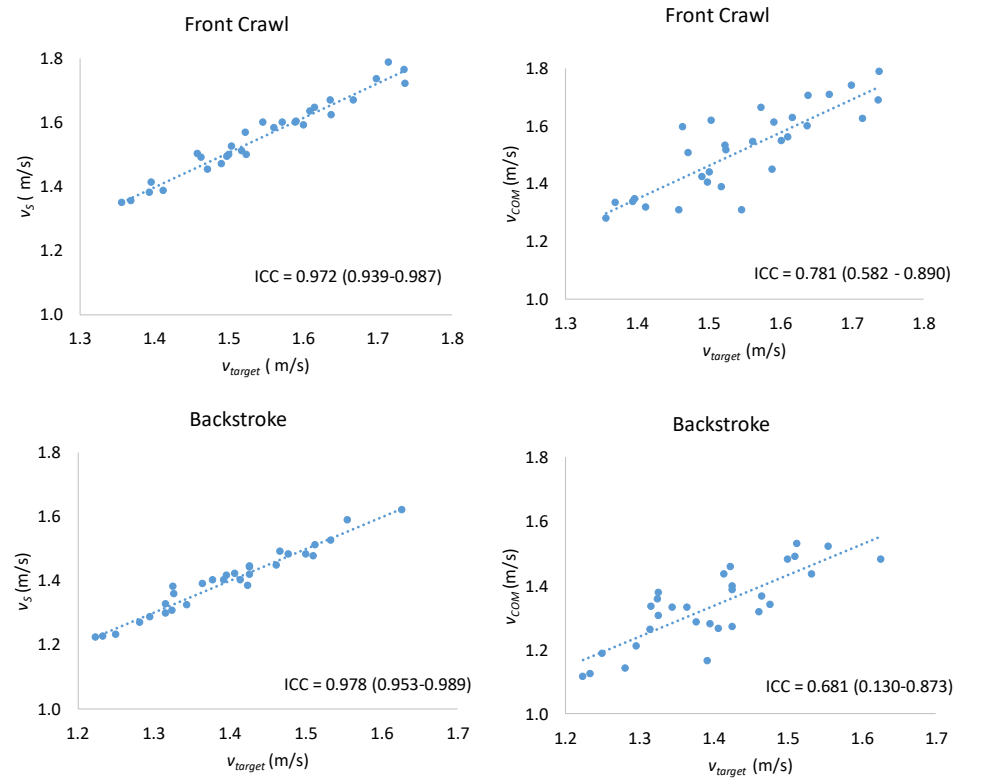 Front Crawl
1.8
1.6
1.4
1.2
1.0
v_S ( m/s)
ICC = 0.972 (0.939-0.987)
1.3 1.4 1.5 1.6 1.7 1.8
v_target ( m/s)
Front Crawl
1.8
1.6
1.4
1.2
1.0
v_COM (m/s)
ICC = 0.781 (0.582 - 0.890)
1.3 1.4 1.5 1.6 1.7 1.8
v_target (m/s)
Backstroke
1.8
1.6
1.4
1.2
1.0
v_S (m/s)
ICC = 0.978 (0.953-0.989)
1.2 1.3 1.4 1.5 1.6 1.7
v_target (m/s)
Backstroke
1.8
1.6
1.4
1.2
1.0
v_COM (m/s)
ICC = 0.681 (0.130-0.873)
1.2 1.3 1.4 1.5 1.6 1.7
v_target (m/s)